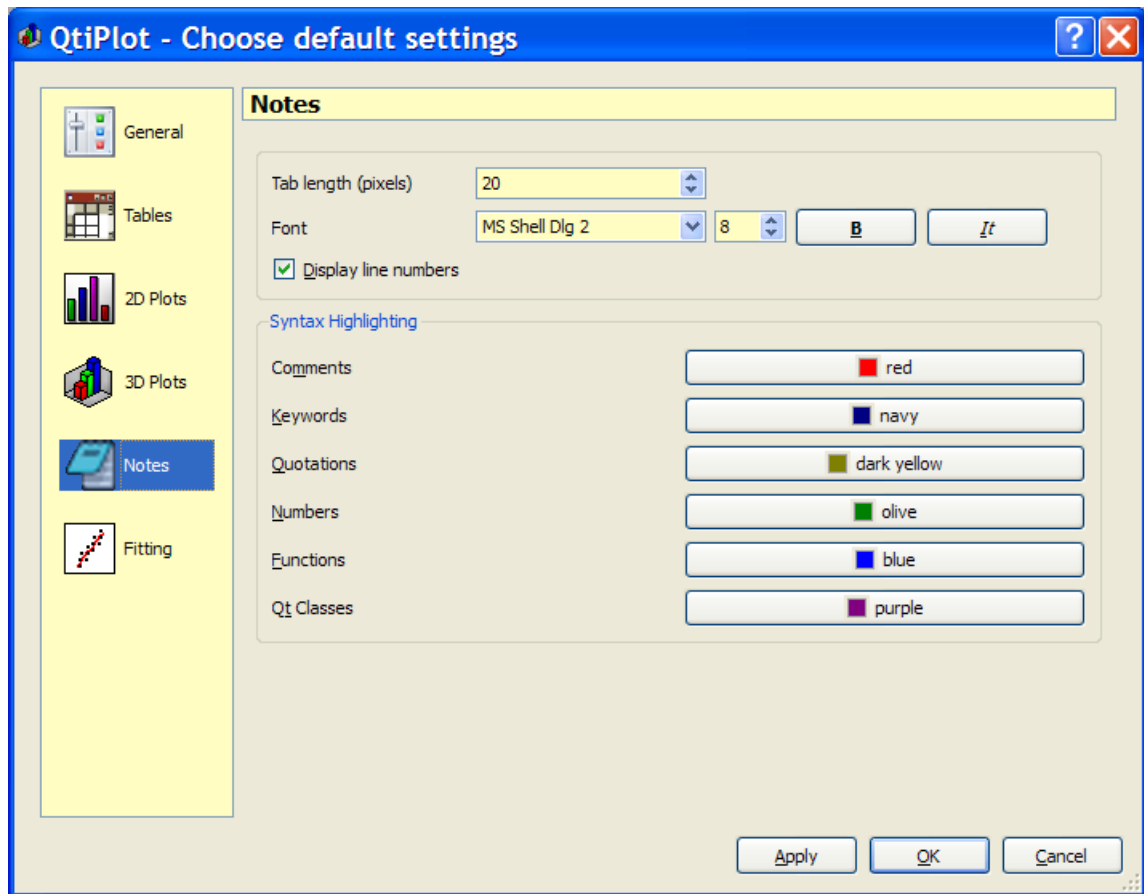 QtiPlot - Choose default settings
General
Tables
2D Plots
3D Plots
Notes
Fitting
Notes
Tab length (pixels) 20
Font MS Shell Dlg 2 8 B It
Display line numbers
Syntax Highlighting
Comments red
Keywords navy
Quotations dark yellow
Numbers olive
Functions blue
Qt Classes purple
Apply OK Cancel